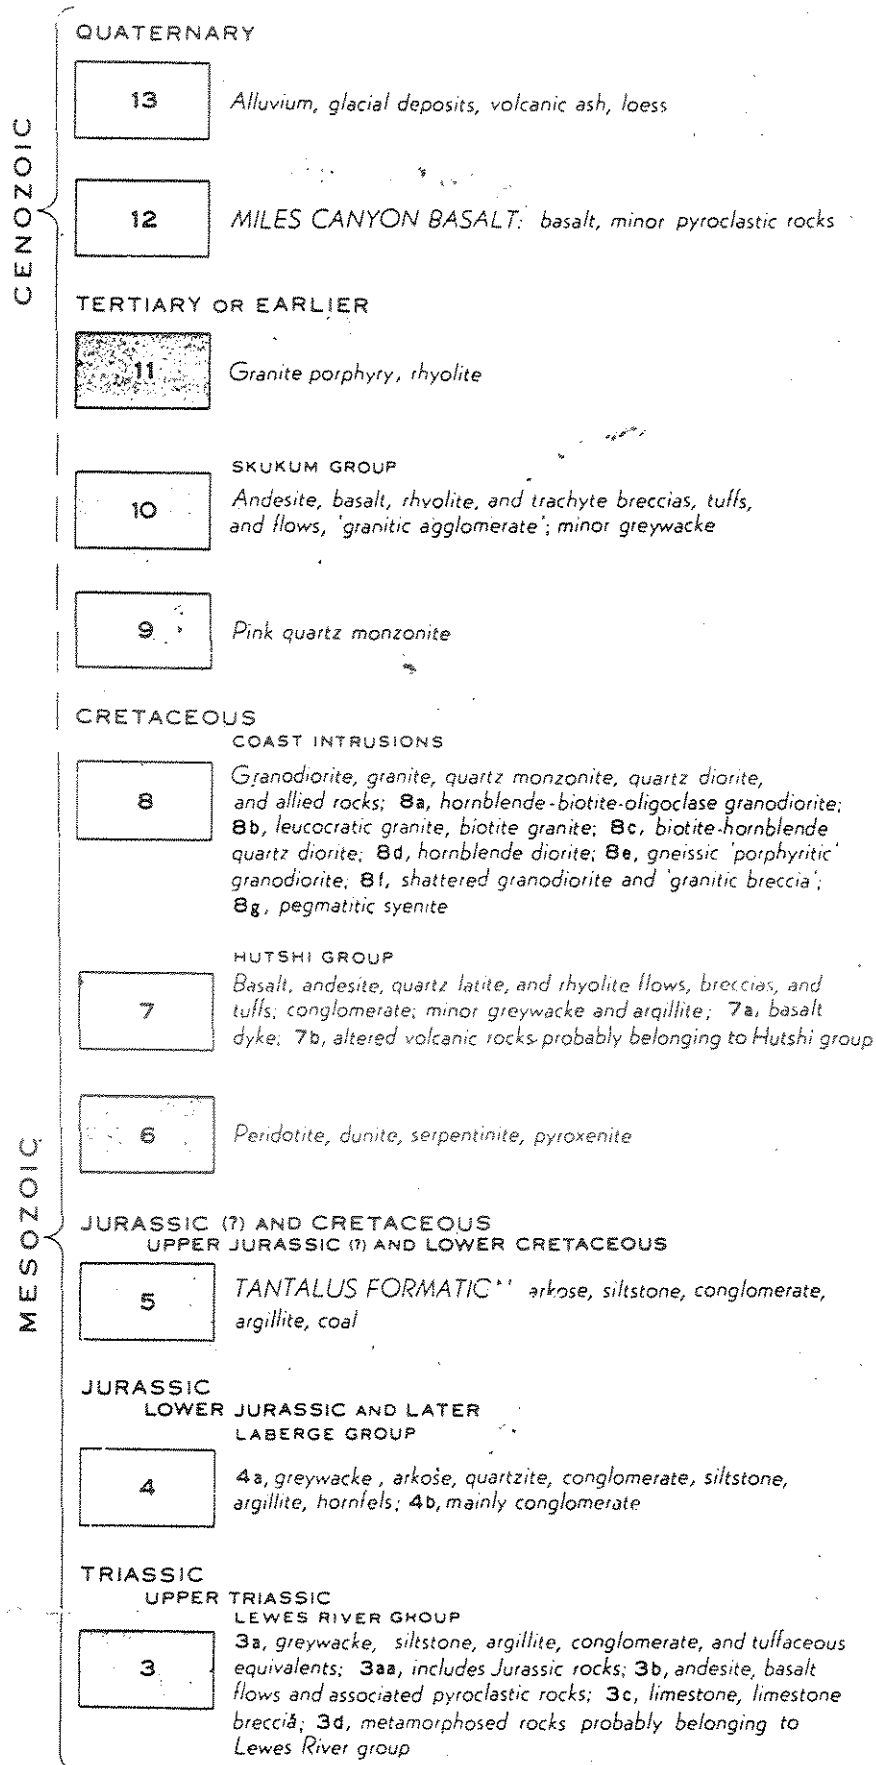 CENOZOIC
QUATERNARY
13
Alluvium, glacial deposits, volcanic ash, loess
12
MILES CANYON BASALT: basalt, minor pyroclastic rocks
TERTIARY OR EARLIER
11
Granite porphyry, rhyolite
SKUKUM GROUP
10
Andesite, basalt, rhyolite, and trachyte breccias, tuffs,
and flows, 'granitic agglomerate'; minor greywacke
9
Pink quartz monzonite
MESOZOIC
CRETACEOUS
COAST INTRUSIONS
8
Granodiorite, granite, quartz monzonite, quartz diorite,
and allied rocks; 8a, hornblende-biotite-oligoclase granodiorite;
8b, leucocratic granite, biotite granite; 8c, biotite-hornblende
quartz diorite; 8d, hornblende diorite; 8e, gneissic 'porphyritic'
granodiorite; 8f, shattered granodiorite and 'granitic breccia';
8g, pegmatitic syenite
HUTSHI GROUP
7
Basalt, andesite, quartz latite, and rhyolite flows, breccias, and
tuffs; conglomerate; minor greywacke and argillite; 7a, basalt
dyke; 7b, altered volcanic rocks probably belonging to Hutshi group
6
Peridotite, dunite, serpentinite, pyroxenite
JURASSIC (?) AND CRETACEOUS
UPPER JURASSIC (?) AND LOWER CRETACEOUS
5
TANTALUS arkose, siltstone, conglomerate,
argillite, coal
JURASSIC
LOWER JURASSIC AND LATER
LABERGE GROUP
4
4a, greywacke, arkose, quartzite, conglomerate, siltstone,
argillite, hornfels; 4b, mainly conglomerate
TRIASSIC
UPPER TRIASSIC
LEWES RIVER GROUP
3
3a, greywacke, siltstone, argillite, conglomerate, and tuffaceous
equivalents; 3aa, includes Jurassic rocks; 3b, andesite, basalt
flows and associated pyroclastic rocks; 3c, limestone, limestone
breccia; 3d, metamorphosed rocks probably belonging to
Lewes River group